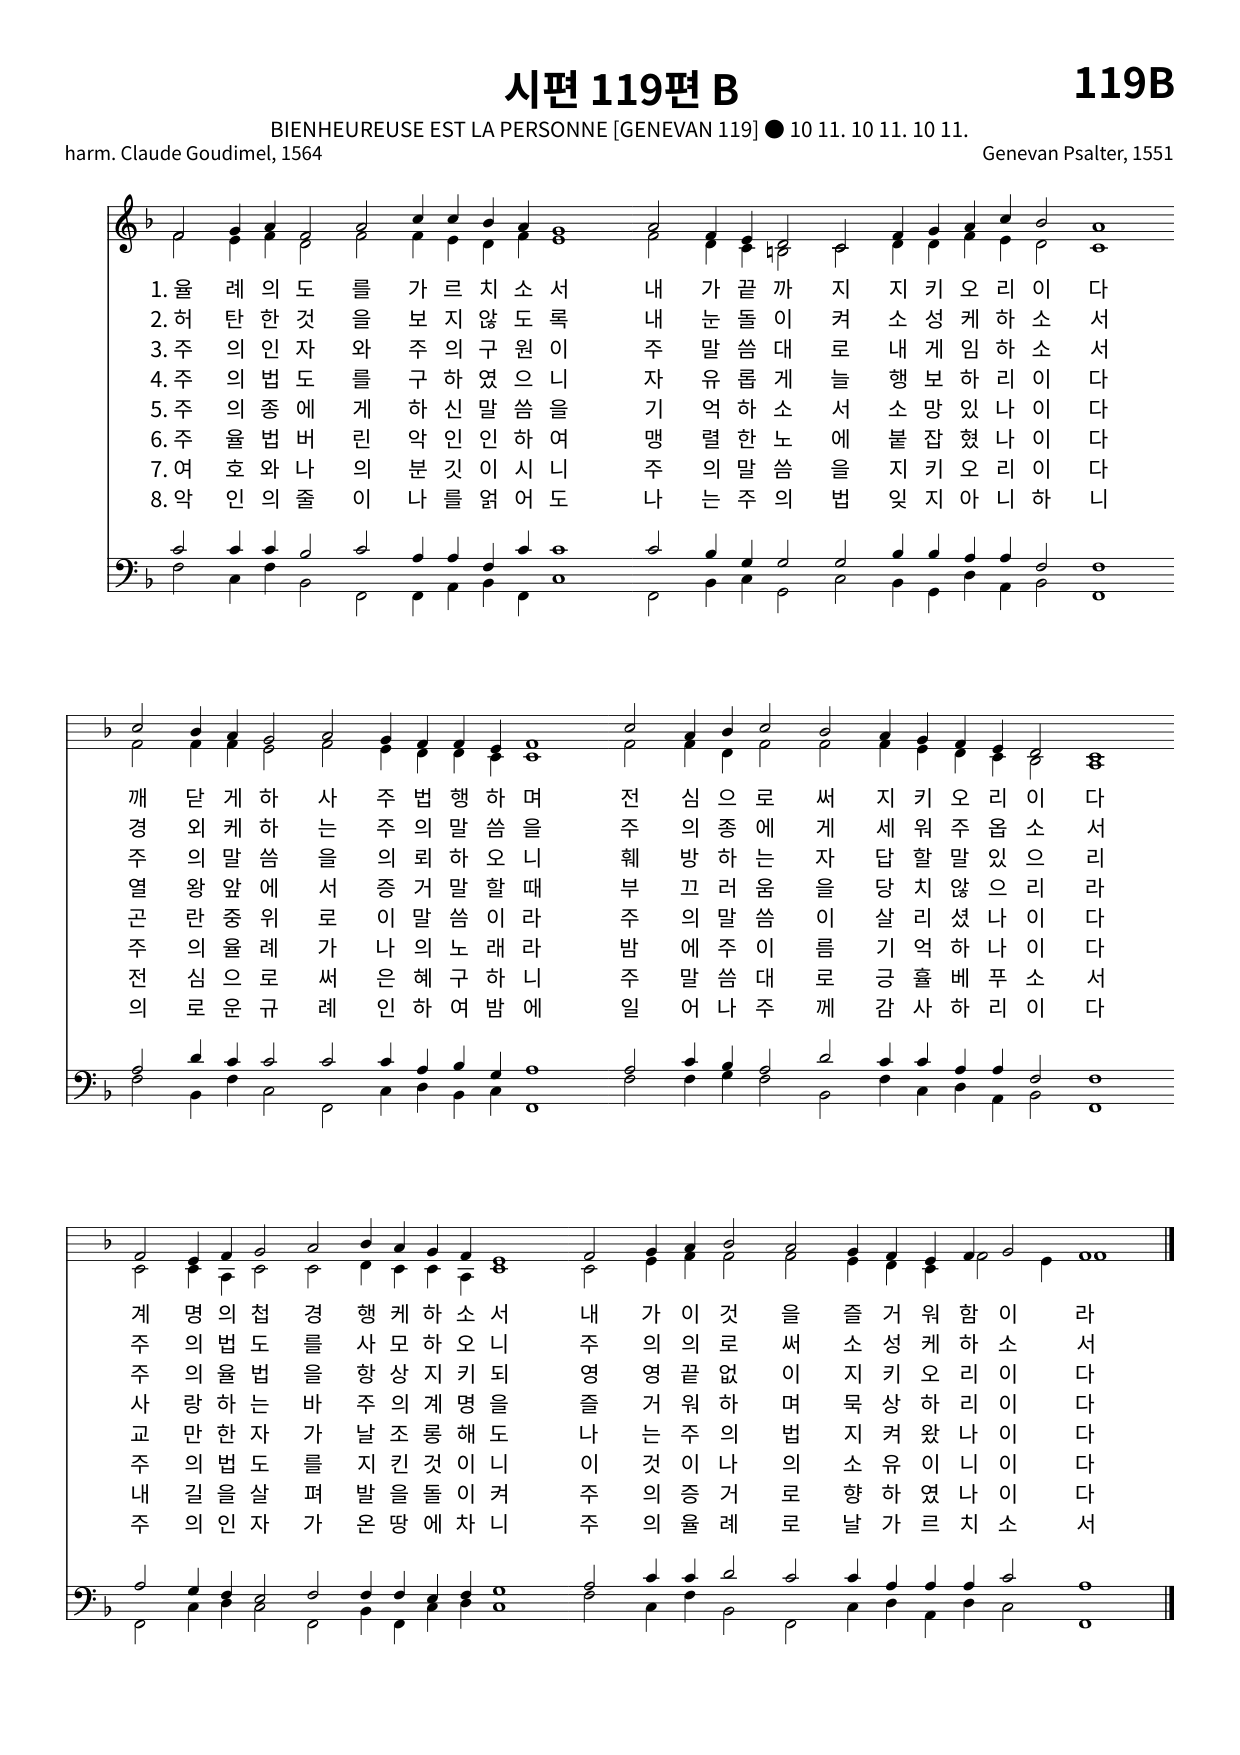 시편 119편 B
119B
BIENHEUREUSE EST LA PERSONNE [GENEVAN 119] ● 10 11. 10 11. 10 11.
harm. Claude Goudimel, 1564
Genevan Psalter, 1551
1. 율 례 의 도 를 가 르 치 소 서 내 가 끝 까 지 지 키 오 리 이 다
2. 허 탄 한 것 을 보 지 않 도 록 내 눈 돌 이 켜 소 성 케 하 소 서
3. 주 의 인 자 와 주 의 구 원 이 주 말 씀 대 로 내 게 임 하 소 서
4. 주 의 법 도 를 구 하 였 으 니 자 유 롭 게 늘 행 보 하 리 이 다
5. 주 의 종 에 게 하 신 말 씀 을 기 억 하 소 서 소 망 있 나 이 다
6. 주 율 법 버 린 악 인 인 하 여 맹 렬 한 노 에 붙 잡 혔 나 이 다
7. 여 호 와 나 의 분 깃 이 시 니 주 의 말 씀 을 지 키 오 리 이 다
8. 악 인 의 줄 이 나 를 얽 어 도 나 는 주 의 법 잊 지 아 니 하 니
깨 닫 게 하 사 주 법 행 하 며 전 심 으 로 써 지 키 오 리 이 다
경 외 케 하 는 주 의 말 씀 을 주 의 종 에 게 세 워 주 옵 소 서
주 의 말 씀 을 의 뢰 하 오 니 훼 방 하 는 자 답 할 말 있 으 리
열 왕 앞 에 서 증 거 말 할 때 부 끄 러 움 을 당 치 않 으 리 라
곤 란 중 위 로 이 말 씀 이 라 주 의 말 씀 이 살 리 셨 나 이 다
주 의 율 례 가 나 의 노 래 라 밤 에 주 이 름 기 억 하 나 이 다
전 심 으 로 써 은 혜 구 하 니 주 말 씀 대 로 긍 휼 베 푸 소 서
의 로 운 규 례 인 하 여 밤 에 일 어 나 주 께 감 사 하 리 이 다
계 명 의 첩 경 행 케 하 소 서 내 가 이 것 을 즐 거 워 함 이 라
주 의 법 도 를 사 모 하 오 니 주 의 의 로 써 소 성 케 하 소 서
주 의 율 법 을 항 상 지 키 되 영 영 끝 없 이 지 키 오 리 이 다
사 랑 하 는 바 주 의 계 명 을 즐 거 워 하 며 묵 상 하 리 이 다
교 만 한 자 가 날 조 롱 해 도 나 는 주 의 법 지 켜 왔 나 이 다
주 의 법 도 를 지 킨 것 이 니 이 것 이 나 의 소 유 이 니 이 다
내 길 을 살 펴 발 을 돌 이 켜 주 의 증 거 로 향 하 였 나 이 다
주 의 인 자 가 온 땅 에 차 니 주 의 율 례 로 날 가 르 치 소 서